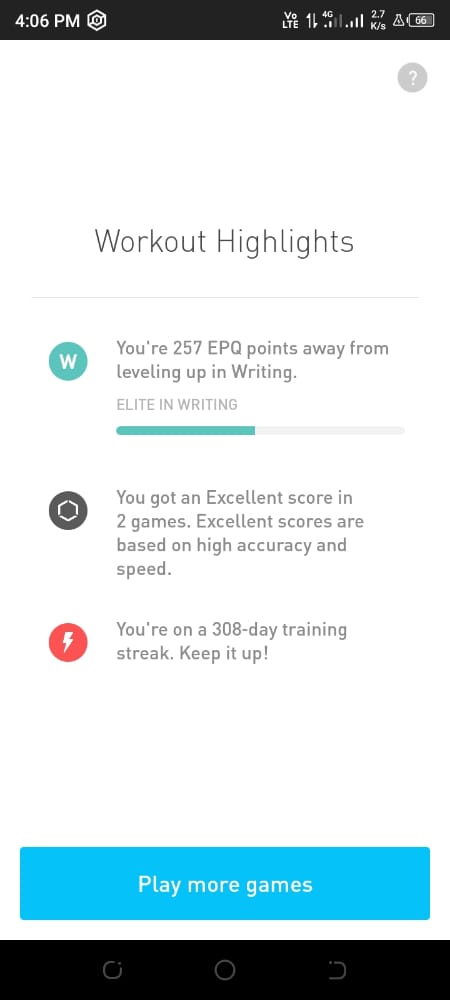 4:06 PM
Vo LTE 4G 2.7 K/s 66
?
Workout Highlights
W
You're 257 EPQ points away from
leveling up in Writing.
ELITE IN WRITING
You got an Excellent score in
2 games. Excellent scores are
based on high accuracy and
speed.
You're on a 308-day training
streak. Keep it up!
Play more games